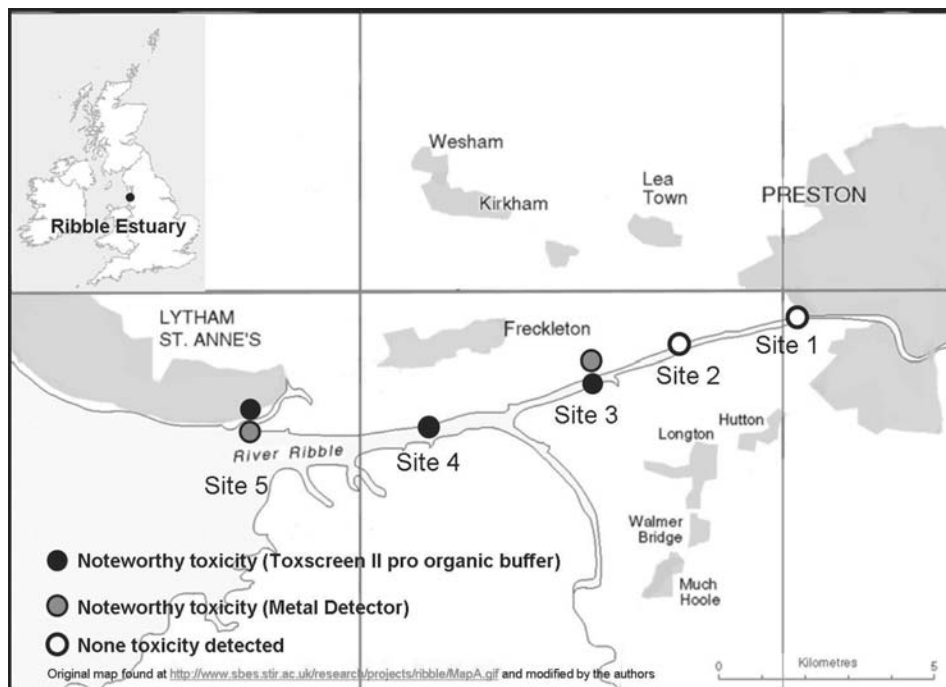 Ribble Estuary
Wesham
Kirkham
Lea
Town
PRESTON
LYTHAM
ST. ANNE'S
Freckleton
Site 1
Site 2
Site 3
Hutton
Longton
River Ribble
Site 4
Site 5
Walmer
Bridge
Much
Hoole
Noteworthy toxicity (Toxscreen II pro organic buffer)
Noteworthy toxicity (Metal Detector)
None toxicity detected
Original map found at http://www.sbes.stir.ac.uk/research/projects/ribble/MapA.gif and modified by the authors
0 Kilometres 5